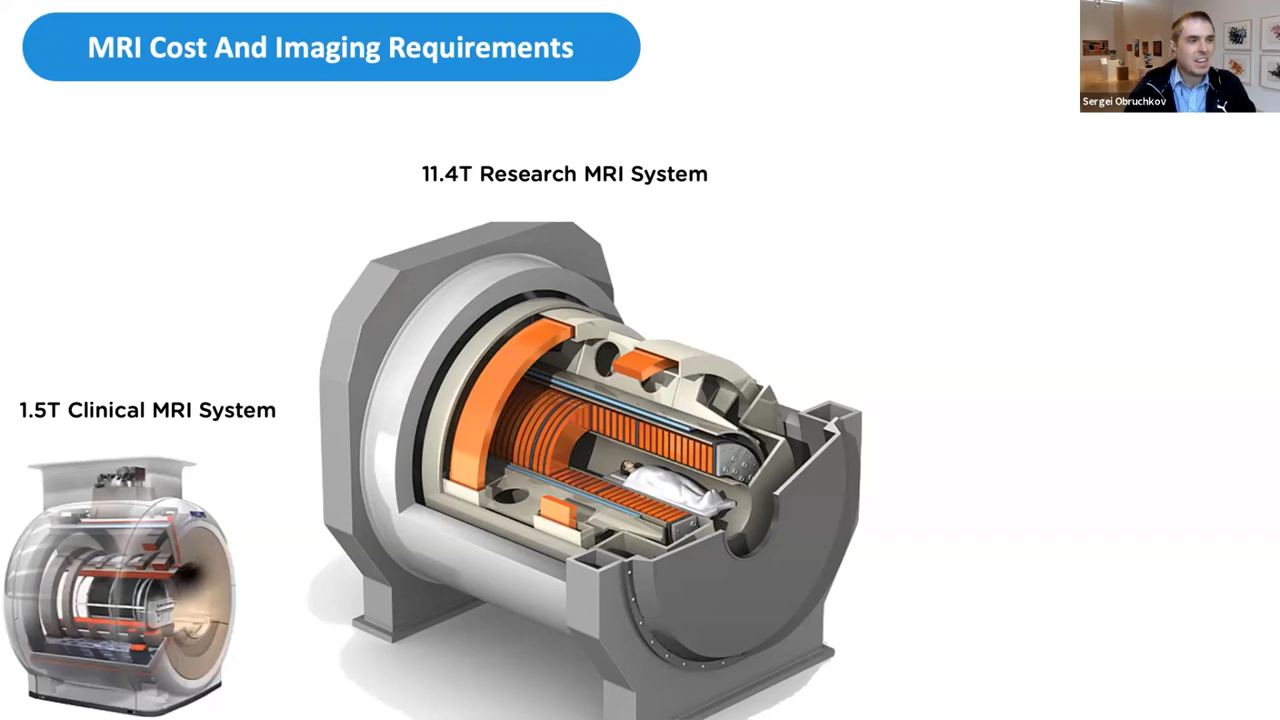 MRI Cost And Imaging Requirements
Sergei Obruchkov
11.4T Research MRI System
1.5T Clinical MRI System